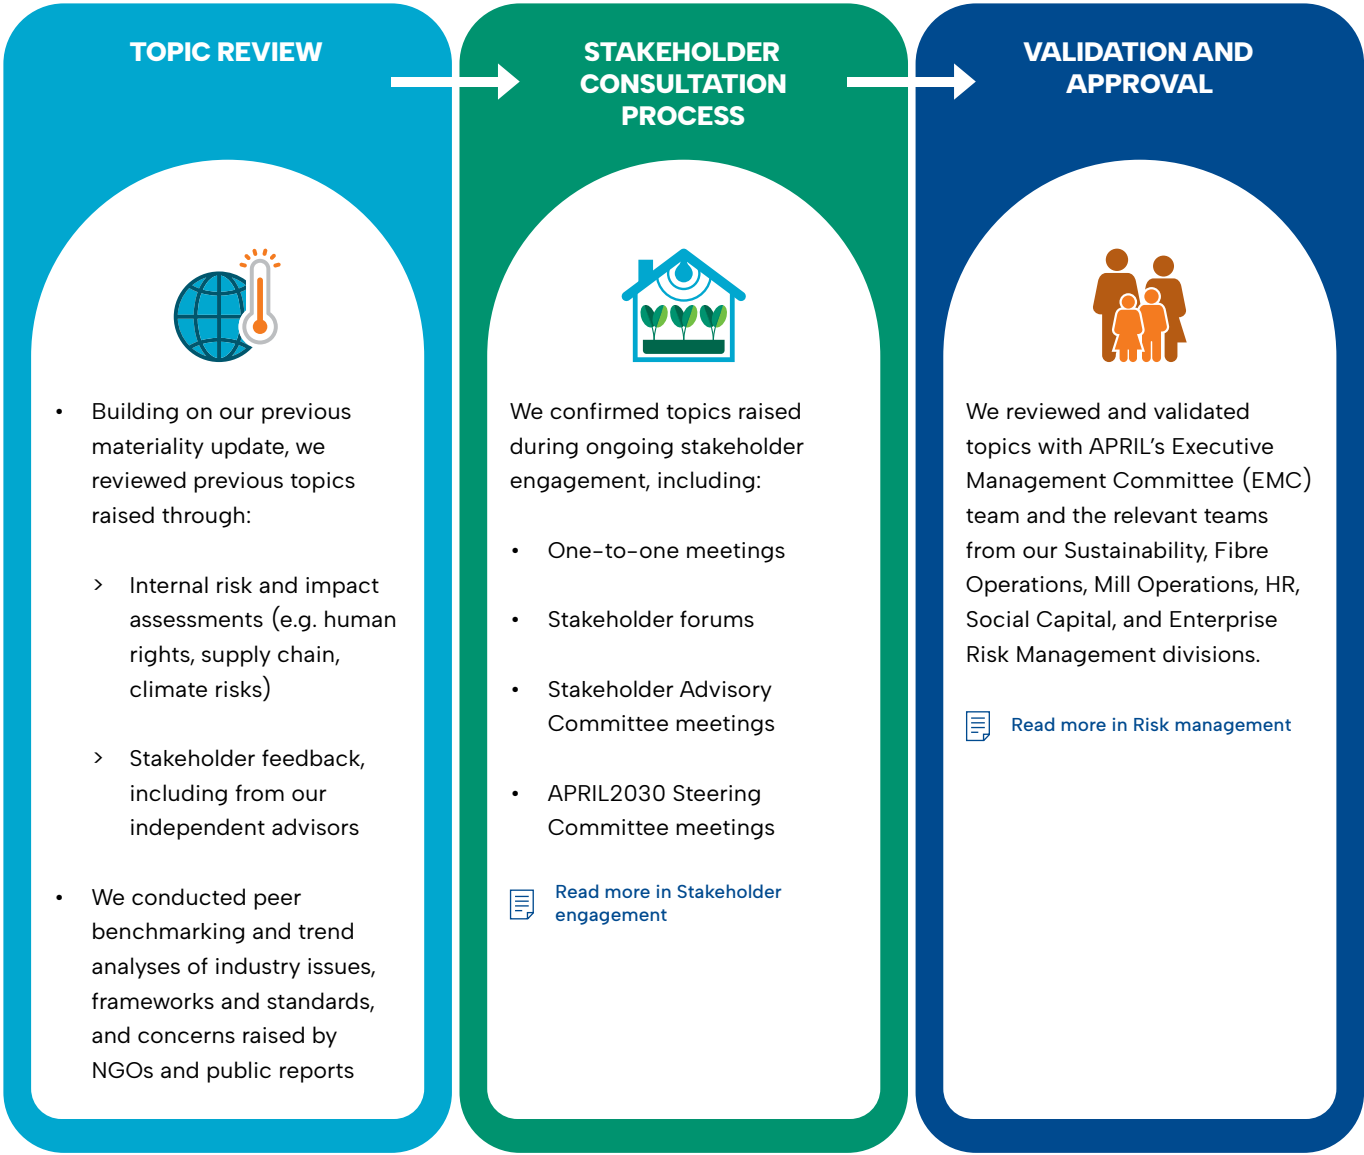 TOPIC REVIEW
• Building on our previous
materiality update, we
reviewed previous topics
raised through:
> Internal risk and impact
assessments (e.g. human
rights, supply chain,
climate risks)
> Stakeholder feedback,
including from our
independent advisors
• We conducted peer
benchmarking and trend
analyses of industry issues,
frameworks and standards,
and concerns raised by
NGOs and public reports
STAKEHOLDER
CONSULTATION
PROCESS
We confirmed topics raised
during ongoing stakeholder
engagement, including:
• One-to-one meetings
• Stakeholder forums
• Stakeholder Advisory
Committee meetings
• APRIL2030 Steering
Committee meetings
Read more in Stakeholder
engagement
VALIDATION AND
APPROVAL
We reviewed and validated
topics with APRIL’s Executive
Management Committee (EMC)
team and the relevant teams
from our Sustainability, Fibre
Operations, Mill Operations, HR,
Social Capital, and Enterprise
Risk Management divisions.
Read more in Risk management